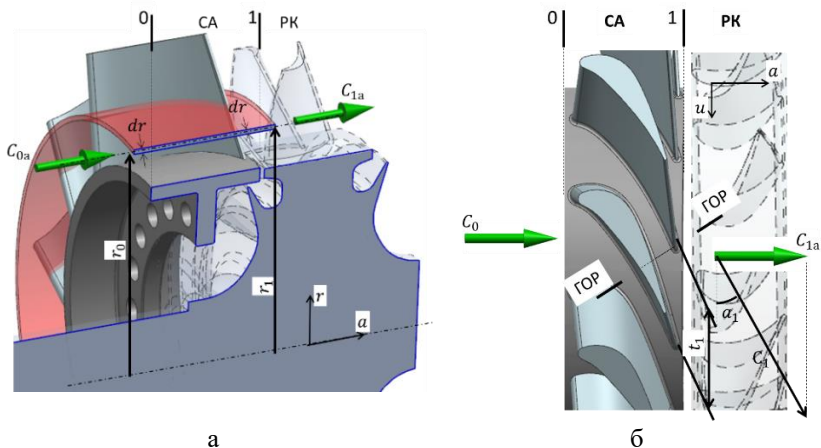 0 СА 1 РК
dr
dr
C₁ₐ
C₀ₐ
r₀
r₁
r
a
а
0 СА 1 РК
a
u
ГОР
C₀
C₁ₐ
ГОР
α₁
t₁
C₁
б